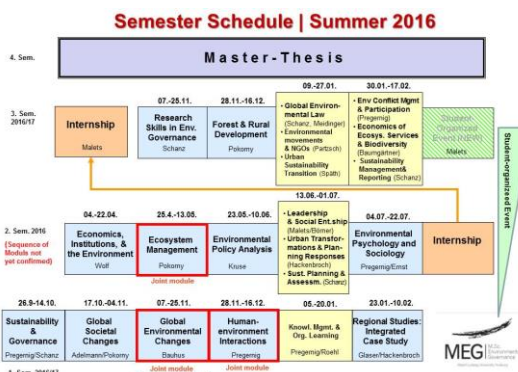 Semester Schedule | Summer 2016
4. Sem.
Master-Thesis
07.-25.11.
28.11.-16.12.
09.-27.01.
30.01.-17.02.
3. Sem.
2016/17
Internship
Malets
Research
Skills in Env.
Governance
Schanz
Forest & Rural
Development
Pokorny
• Global Environ-
mental Law
(Schanz, Meidinger)
• Environmental
movements
& NGOs (Partzsch)
• Urban
Sustainability
Transition (Späth)
• Env Conflict Mgmt
& Participation
(Pregernig)
• Economics of
Ecosys. Services
& Biodiversity
(Baumgärtner)
• Sustainability
Management&
Reporting (Schanz)
Student-
Organized
Event (NEW)
Malets
Student-organized Event
04.-22.04.
25.4.-13.05.
23.05.-10.06.
13.06.-01.07.
04.07.-22.07.
2. Sem. 2016
(Sequence of
Module not
yet confirmed)
Economics,
Institutions, &
the Environment
Wolf
Ecosystem
Management
Pokorny
Joint module
Environmental
Policy Analysis
Kruse
• Leadership
& Social Ent.ship
(Malets/Blömer)
• Urban Transfor-
mations & Plan-
ning Responses
(Hackenbroch)
• Sust. Planning &
Assessm. (Schanz)
Environmental
Psychology and
Sociology
Pregernig/Ernst
Internship
26.9-14.10.
17.10.-04.11.
07.-25.11.
28.11.-16.12.
05.-20.01.
23.01.-10.02.
Sustainability
&
Governance
Pregernig/Schanz
Global
Societal
Changes
Adelmann/Pokorny
Global
Environmental
Changes
Bauhus
Joint module
Human-
environment
Interactions
Pregernig
Joint module
Knowl. Mgmt. &
Org. Learning
Pregernig/Roehl
Regional Studies:
Integrated
Case Study
Glaser/Hackenbroch
MEG
M.Sc.
Environmental
Governance
1. Sem. 2016/17